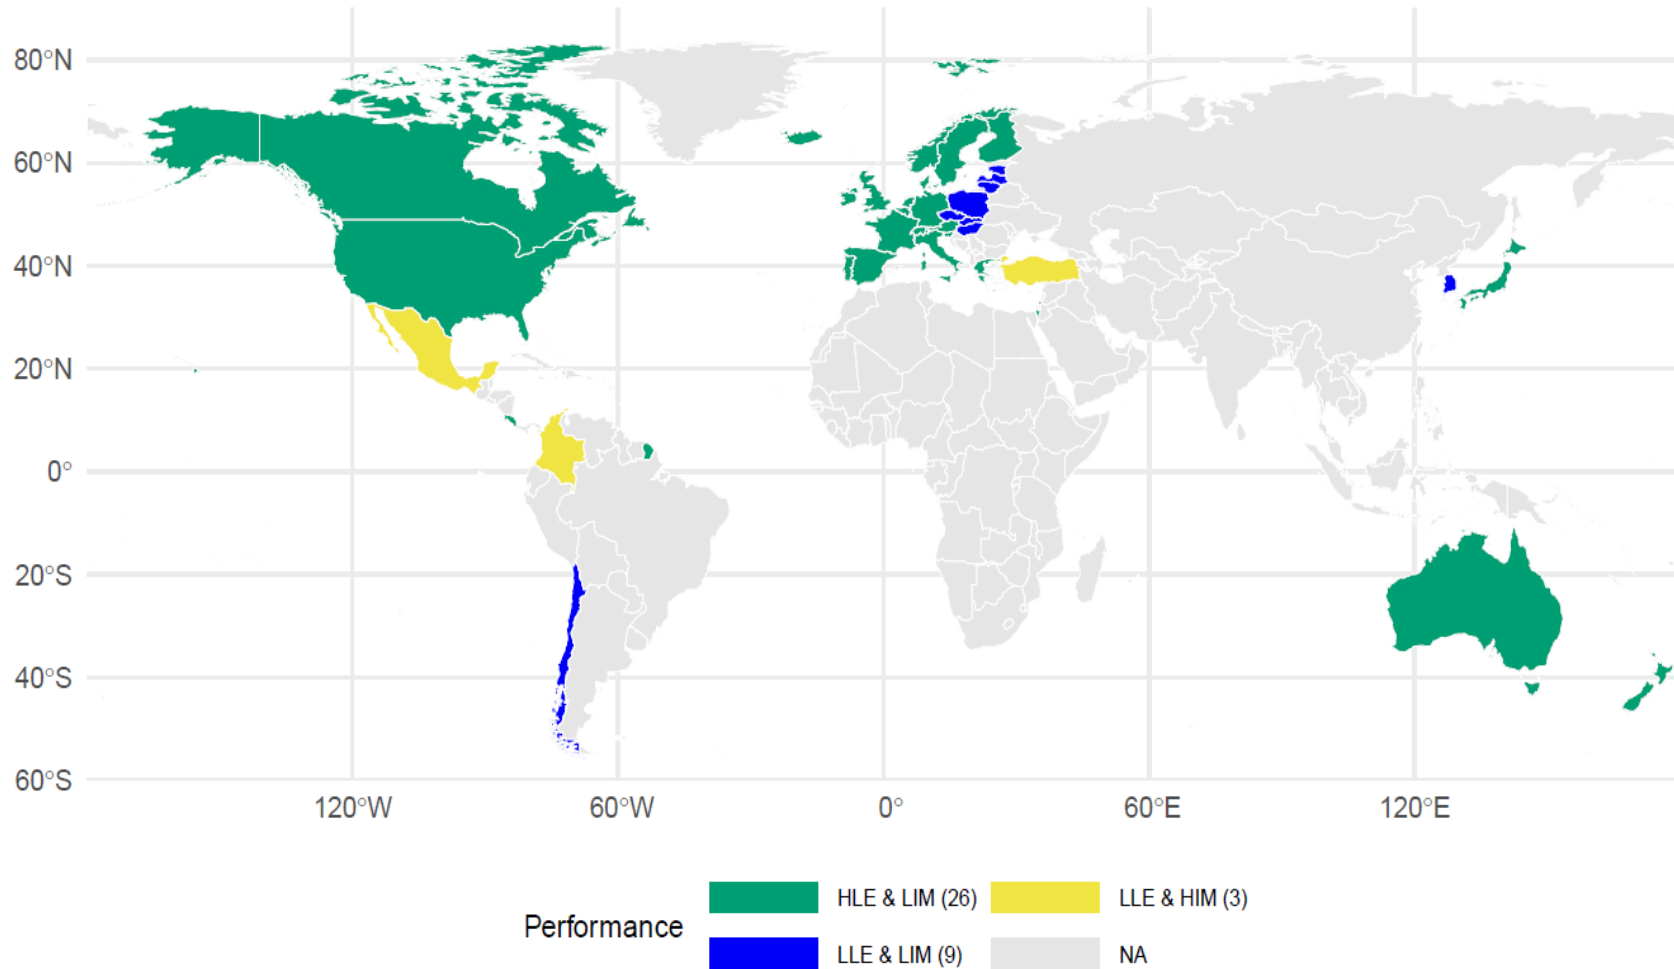 80°N
60°N
40°N
20°N
0°
20°S
40°S
60°S
120°W 60°W 0° 60°E 120°E
Performance
HLE & LIM (26) LLE & HIM (3)
LLE & LIM (9) NA